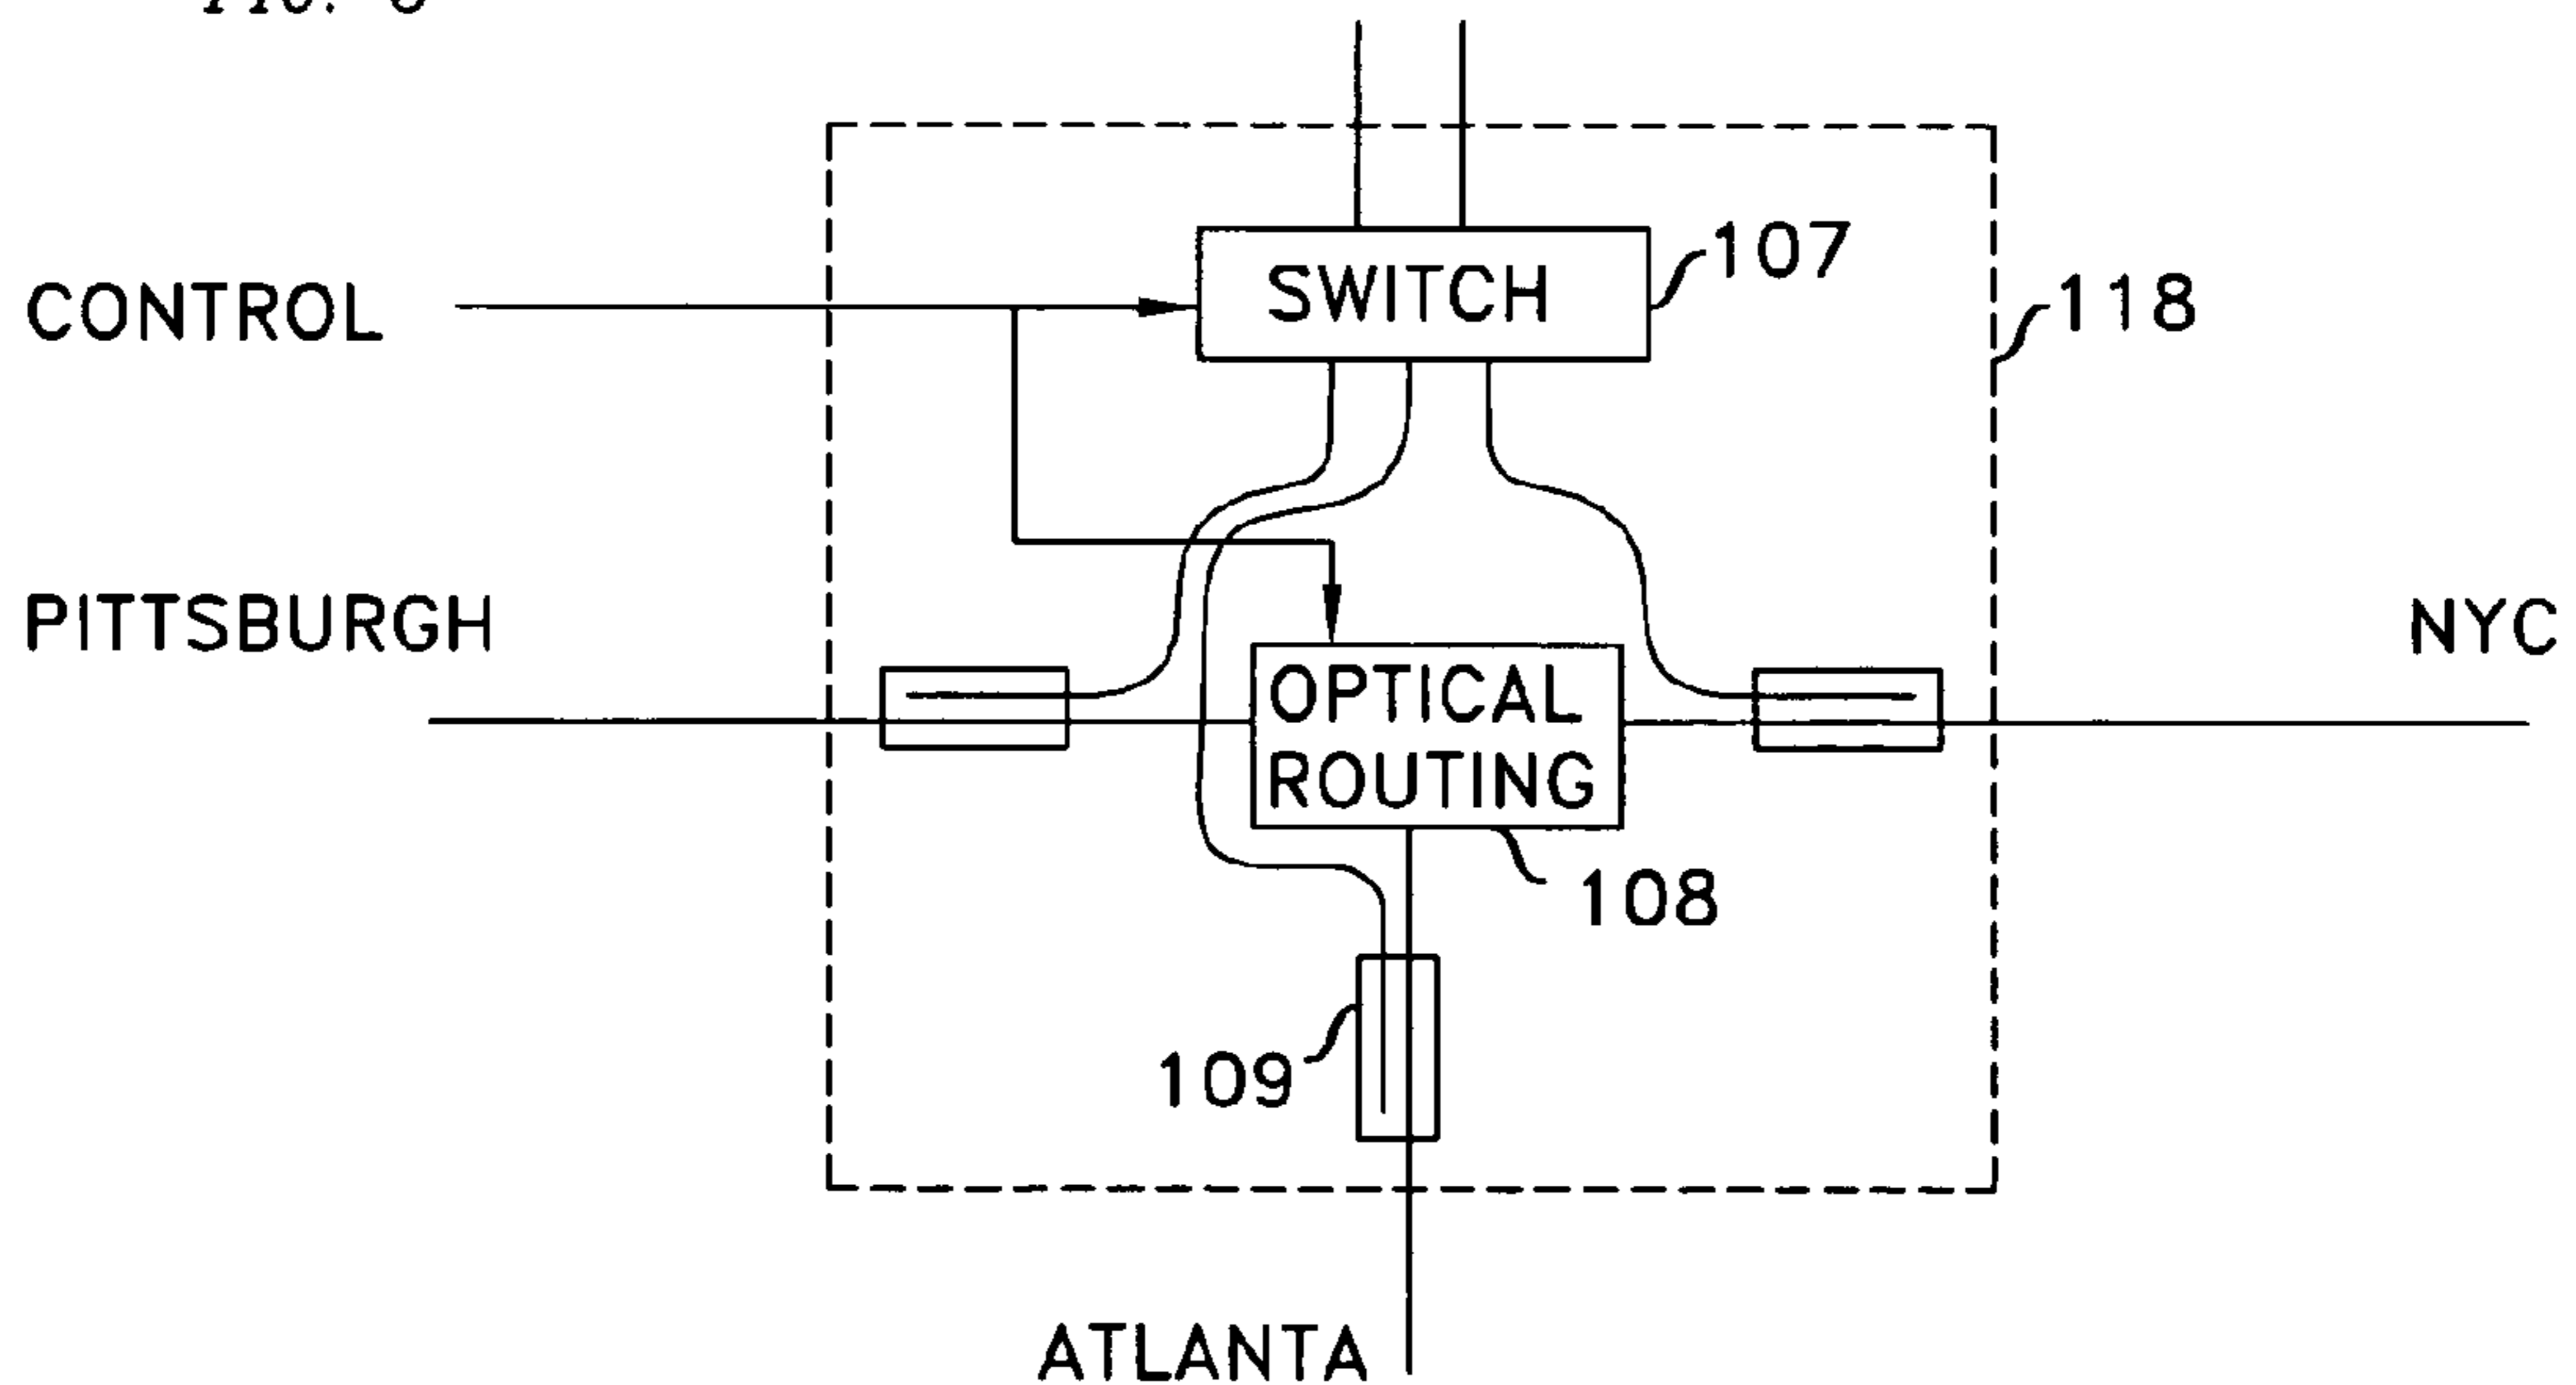 SWITCH
107
118
CONTROL
PITTSBURGH
NYC
OPTICAL
ROUTING
108
109
ATLANTA